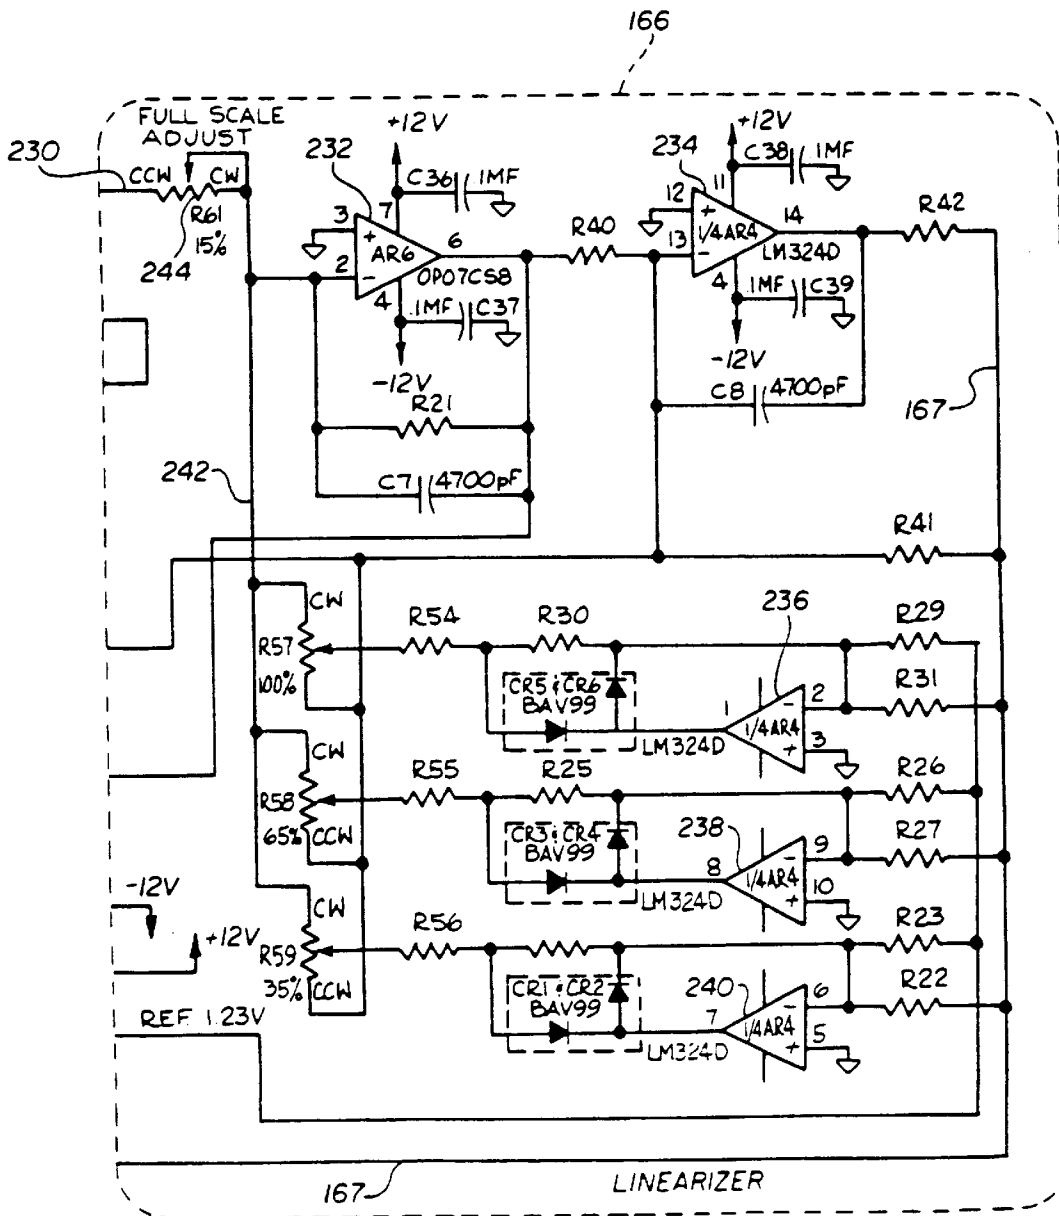 166
FULL SCALE
ADJUST
230
CCW
CW
R61
15%
244
232
+12V
C36
.1MF
3
7
+
AR6
6
2
-
4
OP07CS8
.1MF
C37
-12V
R40
234
+12V
C38
.1MF
12
11
+
1/4AR4
14
13
-
4
LM324D
.1MF
C39
-12V
R42
R21
C7
4700pF
C8
4700pF
167
242
R41
CW
R57
100%
R54
R30
236
R29
CR5 & CR6
BAV99
1
1/4AR4
2
-
R31
LM324D
+
3
CW
R58
65%
CCW
R55
R25
R26
CR3 & CR4
BAV99
238
8
1/4AR4
9
-
R27
LM324D
+
10
-12V
+12V
CW
R59
35%
CCW
R56
R23
CR1 & CR2
BAV99
240
7
1/4AR4
6
-
R22
LM324D
+
5
REF 1.23V
167
LINEARIZER